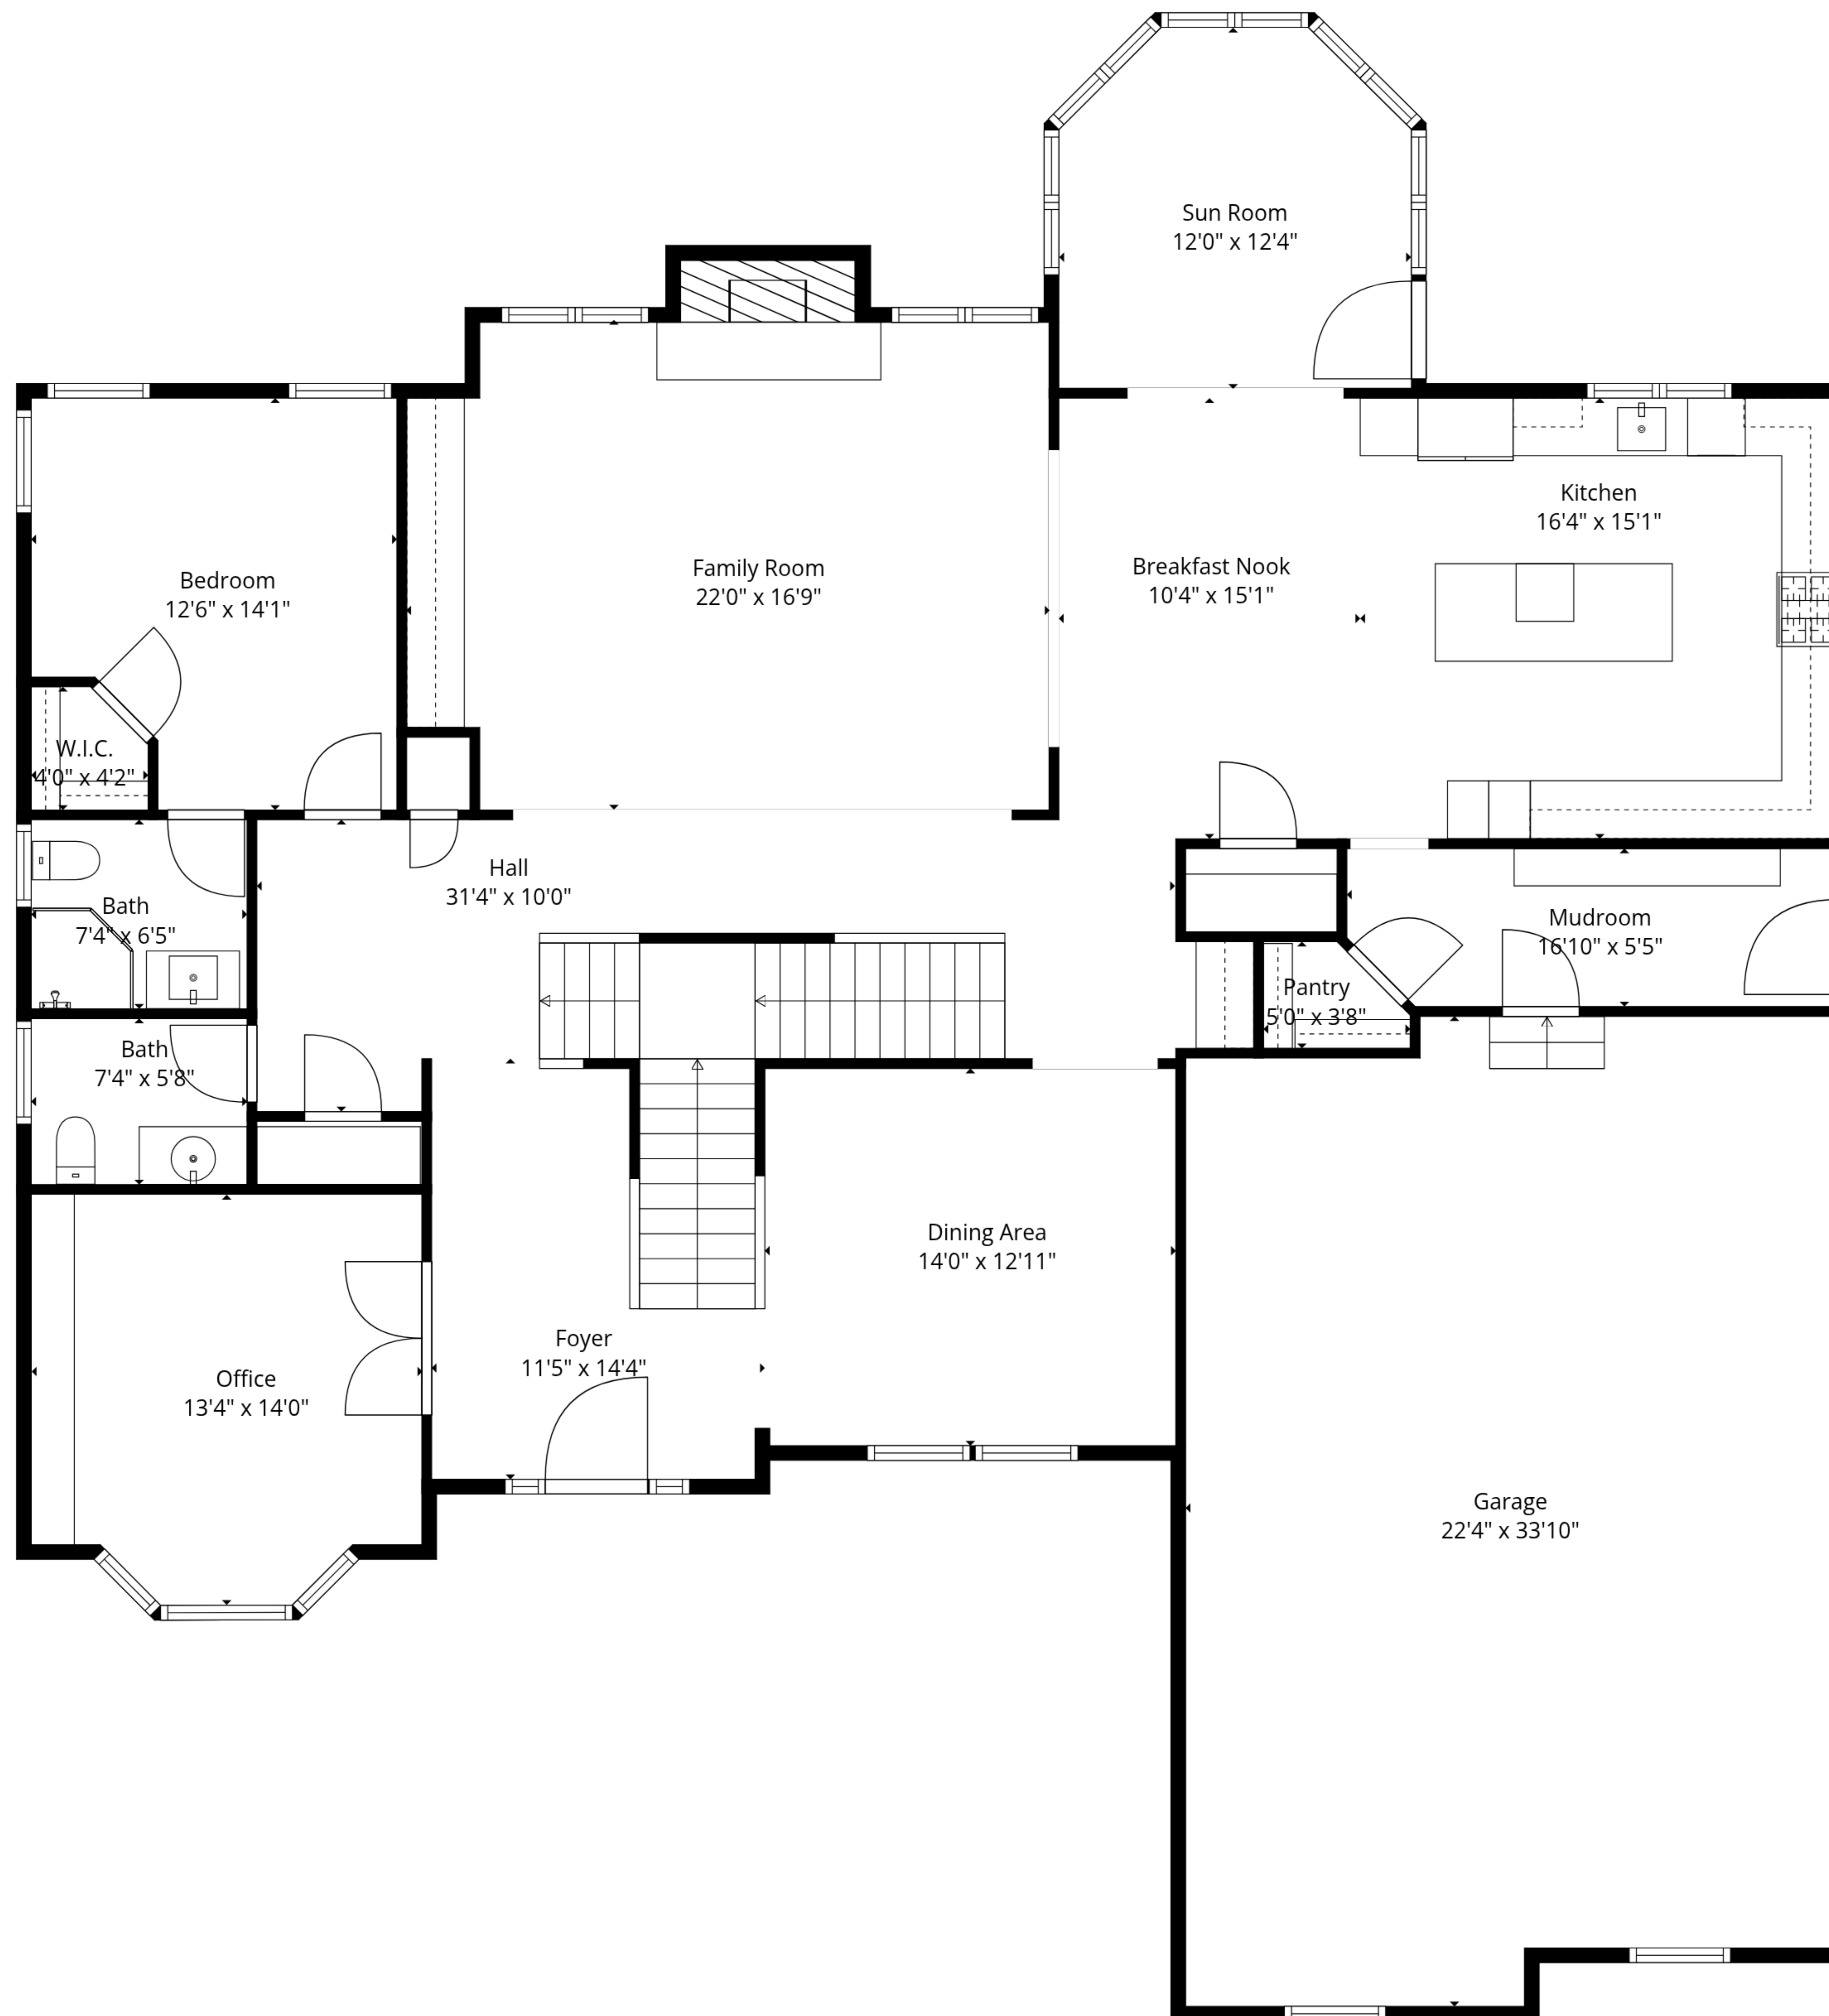 Sun Room
12'0" x 12'4"
Kitchen
16'4" x 15'1"
Family Room
22'0" x 16'9"
Breakfast Nook
10'4" x 15'1"
Bedroom
12'6" x 14'1"
W.I.C.
4'0" x 4'2"
Hall
31'4" x 10'0"
Bath
7'4" x 6'5"
Mudroom
16'10" x 5'5"
Pantry
5'0" x 3'8"
Bath
7'4" x 5'8"
Dining Area
14'0" x 12'11"
Foyer
11'5" x 14'4"
Office
13'4" x 14'0"
Garage
22'4" x 33'10"